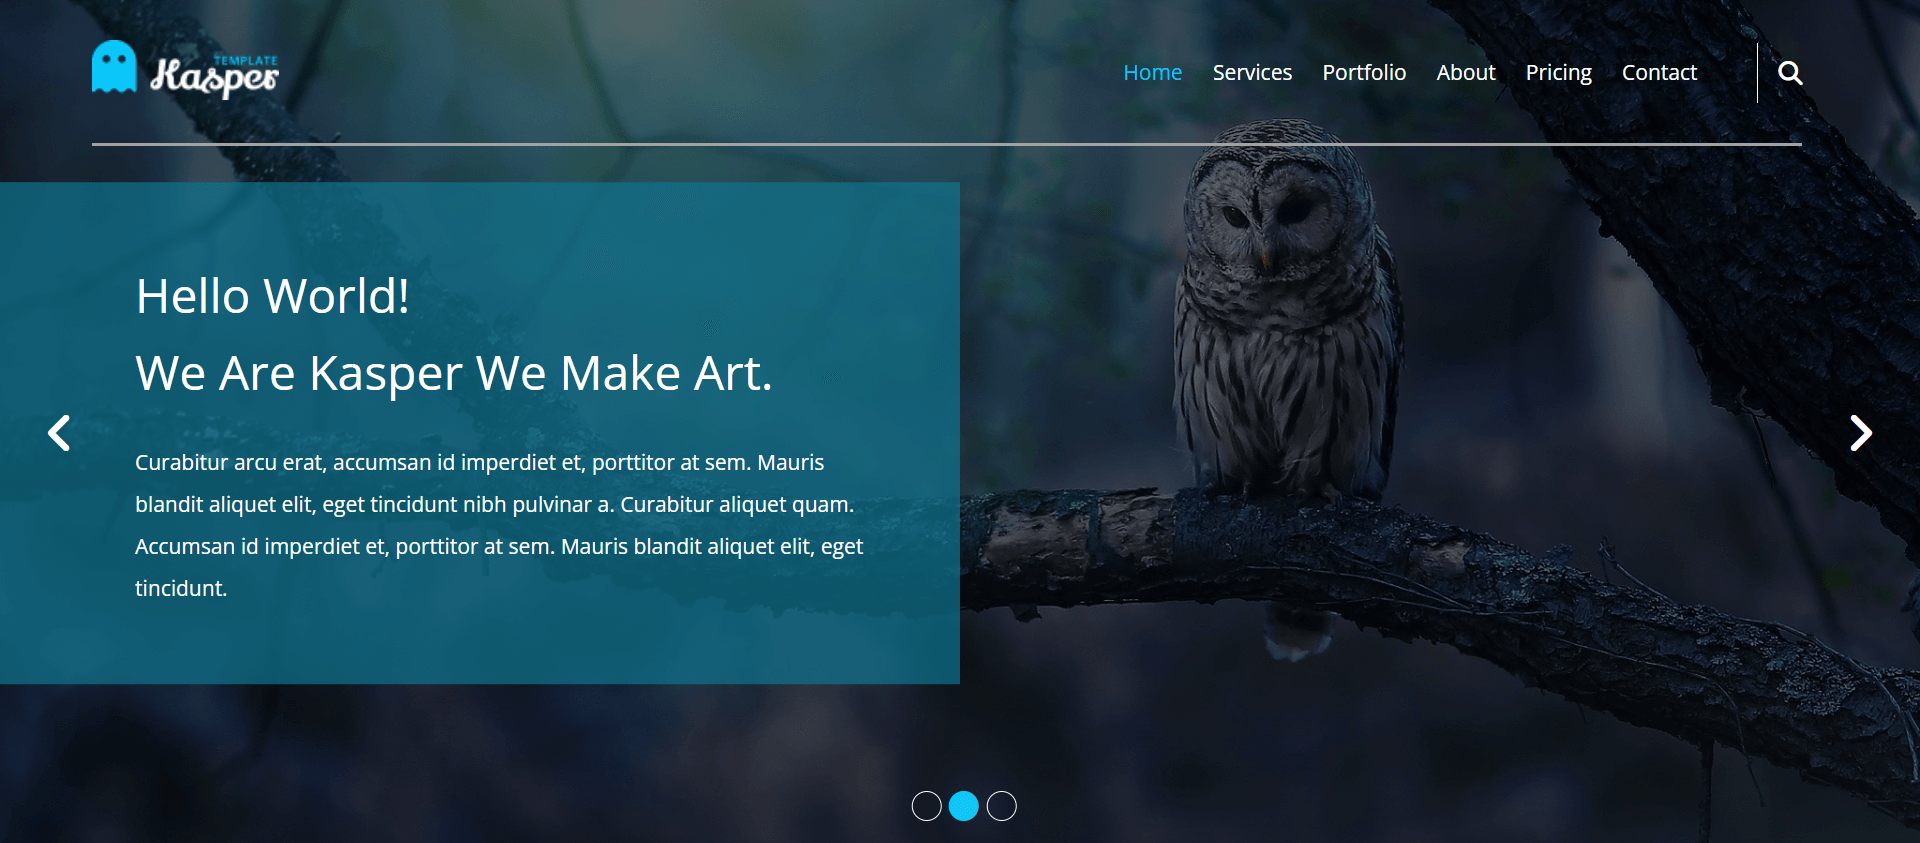 TEMPLATE
Kasper
Home Services Portfolio About Pricing Contact
Hello World!
We Are Kasper We Make Art.
Curabitur arcu erat, accumsan id imperdiet et, porttitor at sem. Mauris
blandit aliquet elit, eget tincidunt nibh pulvinar a. Curabitur aliquet quam.
Accumsan id imperdiet et, porttitor at sem. Mauris blandit aliquet elit, eget
tincidunt.